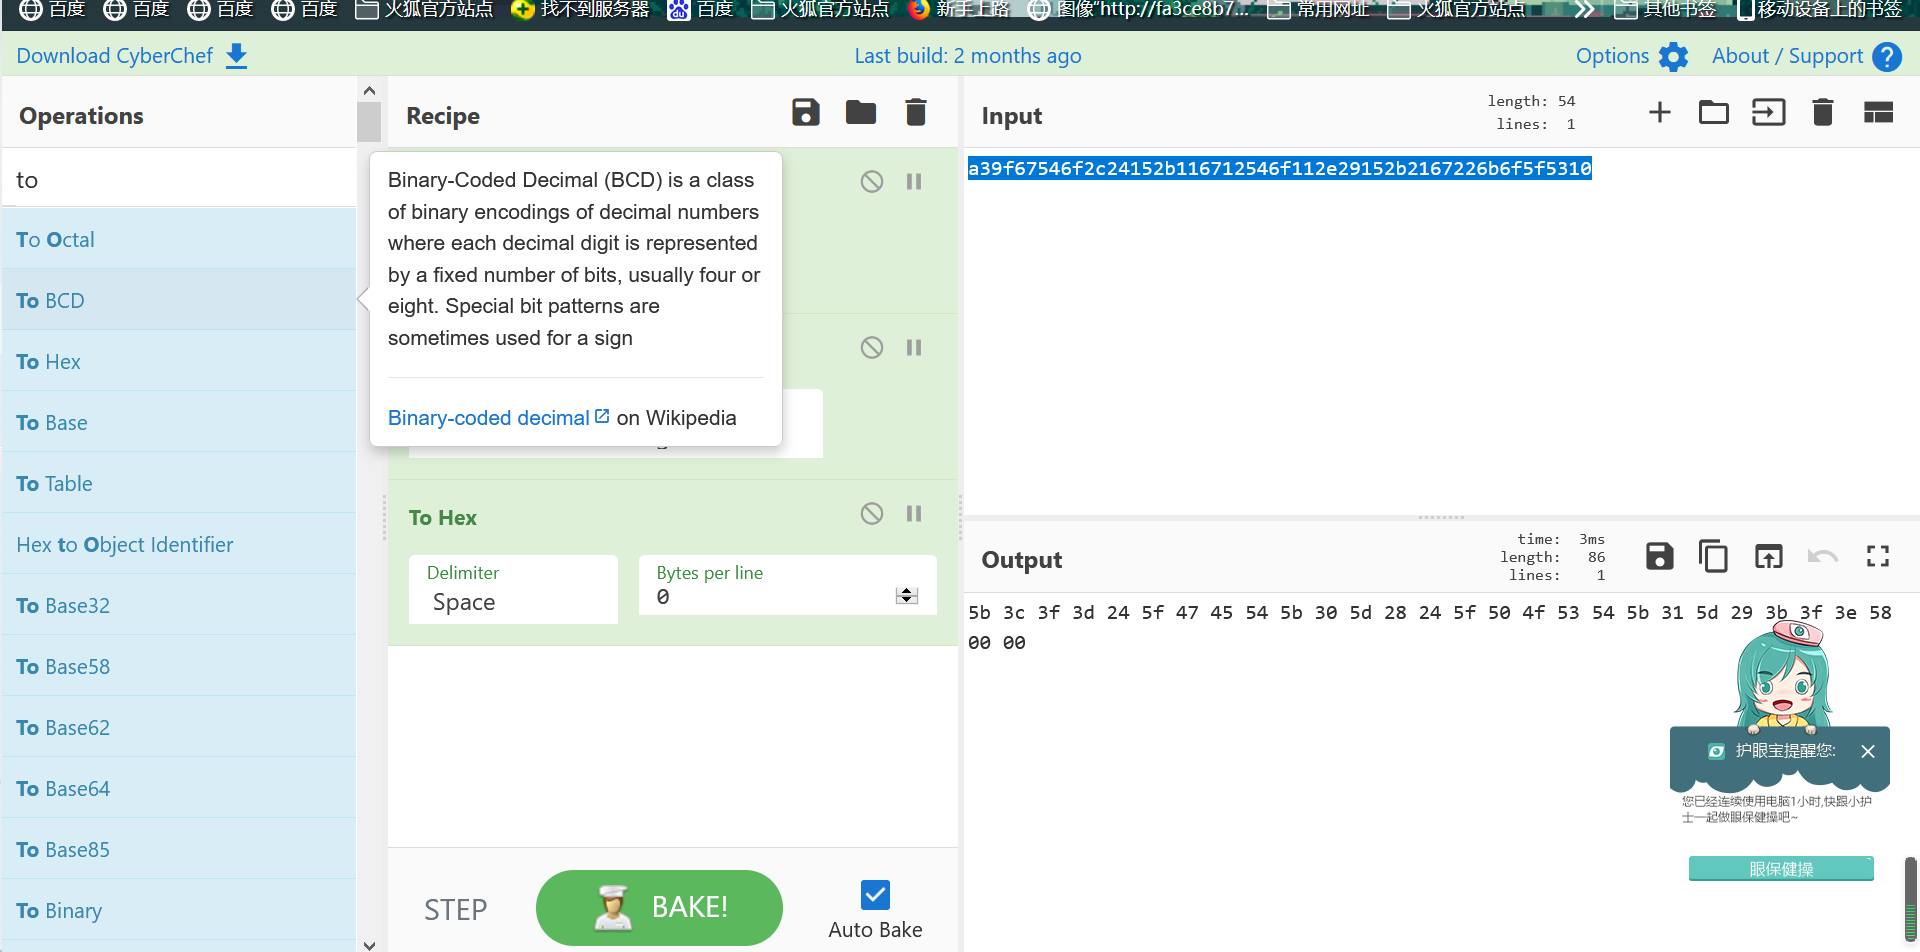 百度
百度
百度
百度
火狐官方站点
找不到服务器
百度
火狐官方站点
新手上路
图像“http://fa3ce8b7...
常用网址
火狐官方站点
其他书签
移动设备上的书签
Download CyberChef
Last build: 2 months ago
Options
About / Support
Operations
Recipe
Input
length: 54
lines: 1
to
To Octal
To BCD
To Hex
To Base
To Table
Hex to Object Identifier
To Base32
To Base58
To Base62
To Base64
To Base85
To Binary
Binary-Coded Decimal (BCD) is a class
of binary encodings of decimal numbers
where each decimal digit is represented
by a fixed number of bits, usually four or
eight. Special bit patterns are
sometimes used for a sign
Binary-coded decimal on Wikipedia
To Hex
Delimiter
Space
Bytes per line
0
STEP
BAKE!
Auto Bake
a39f67546f2c24152b116712546f112e29152b2167226b6f5f5310
Output
time: 3ms
length: 86
lines: 1
5b 3c 3f 3d 24 5f 47 45 54 5b 30 5d 28 24 5f 50 4f 53 54 5b 31 5d 29 3b 3f 3e 58
00 00
护眼宝提醒您:
您已经连续使用电脑1小时,快跟小护
士一起做眼保健操吧~
眼保健操